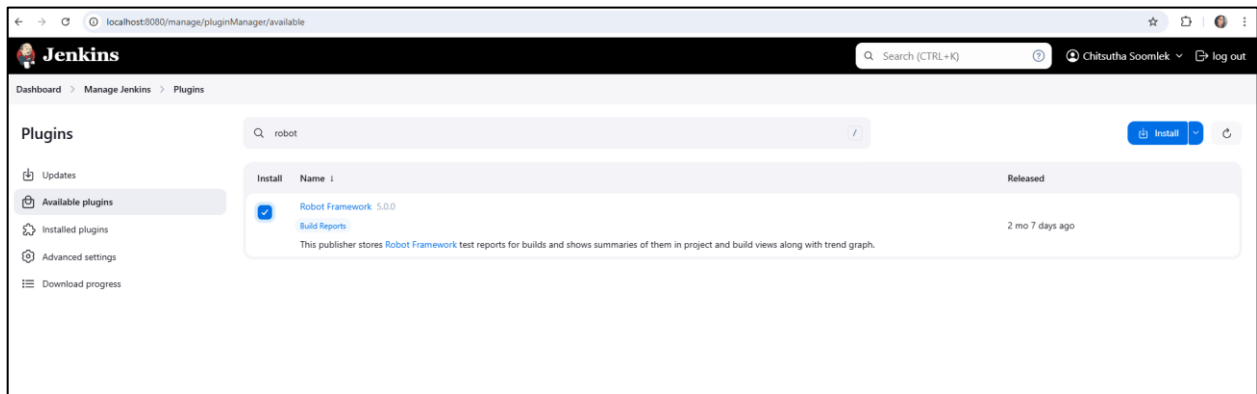 localhost:8080/manage/pluginManager/available
Jenkins
Search (CTRL+K)
?
Chitsutha Soomlek
log out
Dashboard > Manage Jenkins > Plugins
Plugins
robot
/
Install
Updates
Available plugins
Installed plugins
Advanced settings
Download progress
Install Name ↓ Released
Robot Framework 5.0.0
Build Reports
This publisher stores Robot Framework test reports for builds and shows summaries of them in project and build views along with trend graph.
2 mo 7 days ago